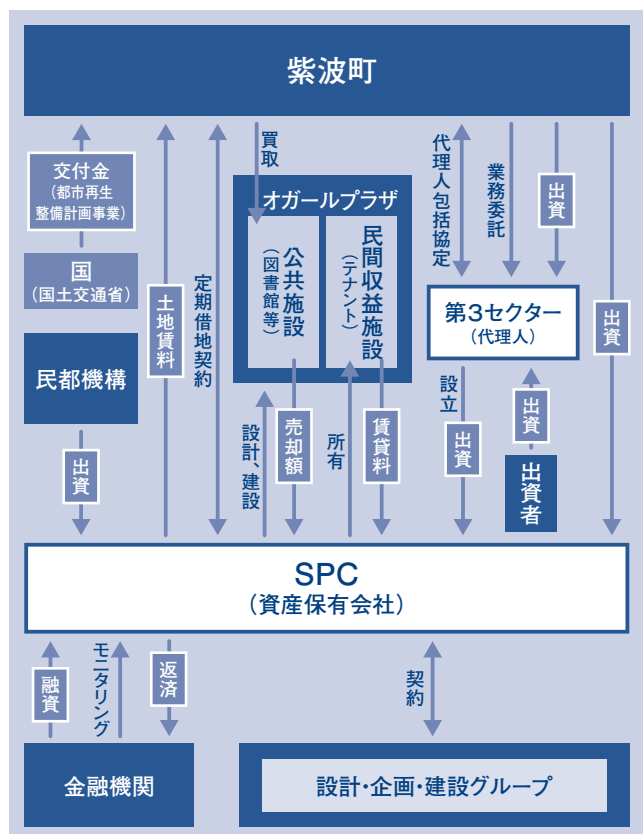 紫波町
交付金
(都市再生
整備計画事業)
国
(国土交通省)
民都機構
出資
土地賃料
定期借地契約
買取
オガールプラザ
公共施設
(図書館等)
民間収益施設
(テナント)
設計、建設
売却額
所有
賃貸料
代理人包括協定
業務委託
出資
第3セクター
(代理人)
設立
出資
出資
出資者
出資
SPC
(資産保有会社)
融資
モニタリング
返済
契約
金融機関
設計・企画・建設グループ